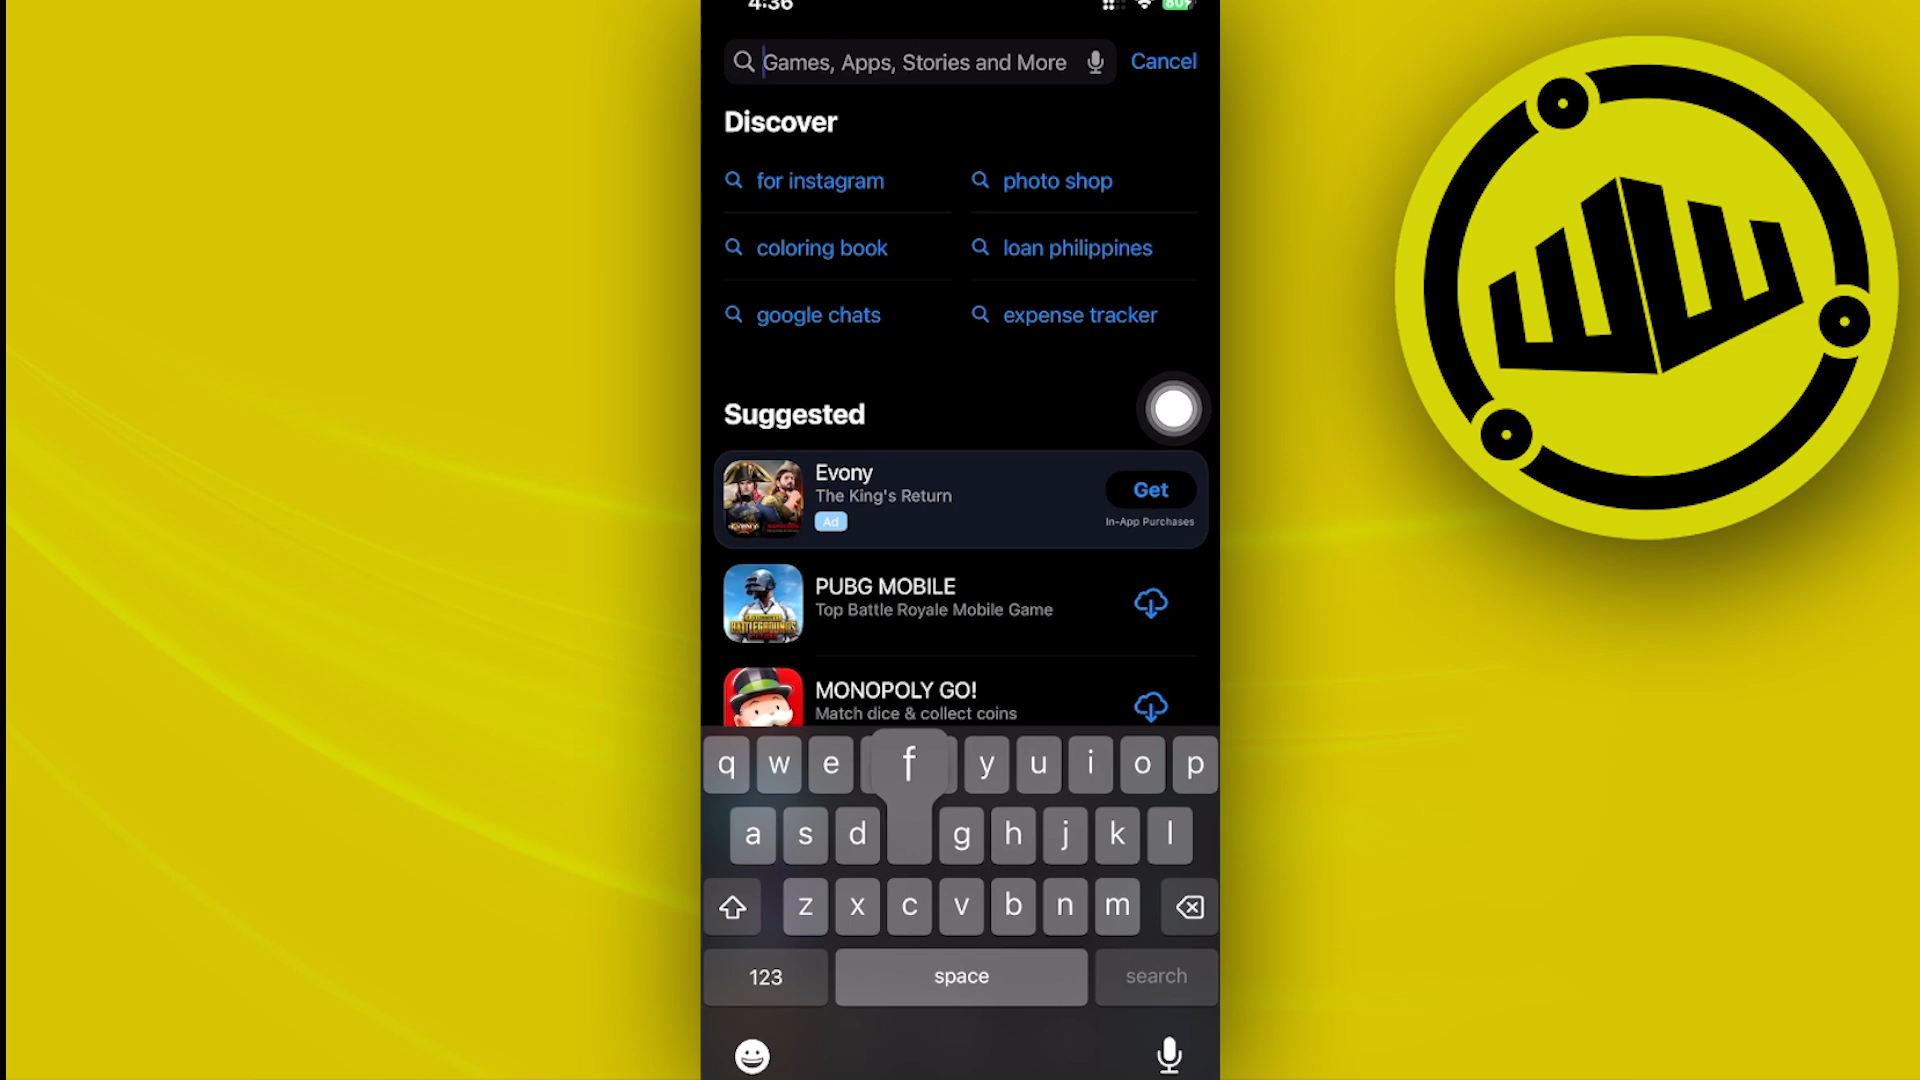 4:36
80
Games, Apps, Stories and More
Cancel
Discover
for instagram
photo shop
coloring book
loan philippines
google chats
expense tracker
Suggested
Evony
The King's Return
Ad
Get
In-App Purchases
PUBG MOBILE
Top Battle Royale Mobile Game
MONOPOLY GO!
Match dice & collect coins
q w e f y u i o p
a s d g h j k l
z x c v b n m
123 space search